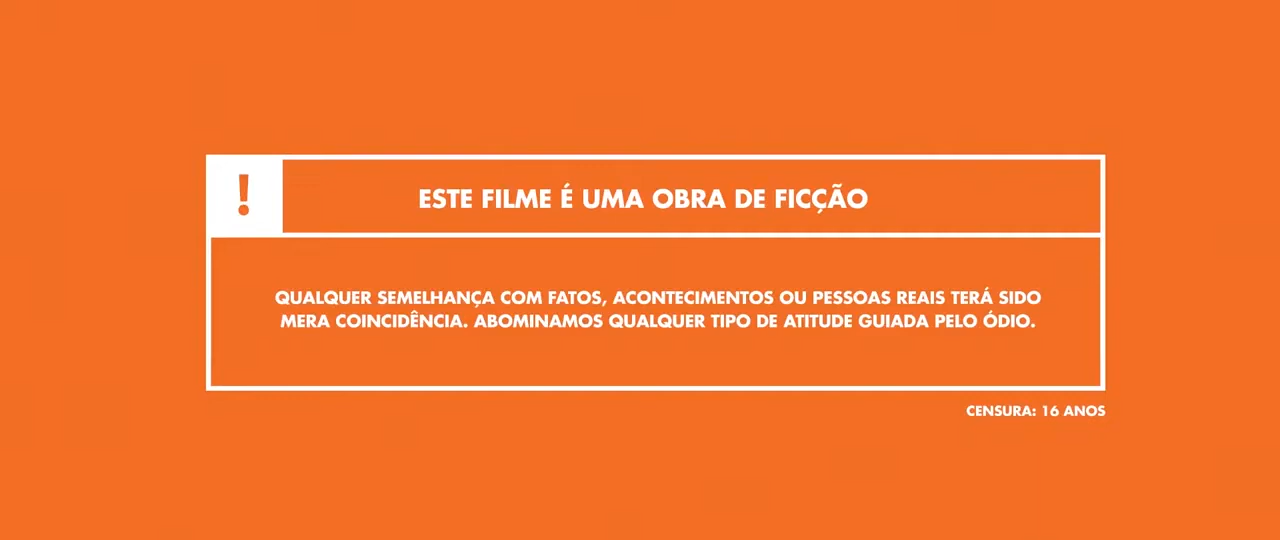 !
ESTE FILME É UMA OBRA DE FICÇÃO
QUALQUER SEMELHANÇA COM FATOS, ACONTECIMENTOS OU PESSOAS REAIS TERÁ SIDO
MERA COINCIDÊNCIA. ABOMINAMOS QUALQUER TIPO DE ATITUDE GUIADA PELO ÓDIO.
CENSURA: 16 ANOS